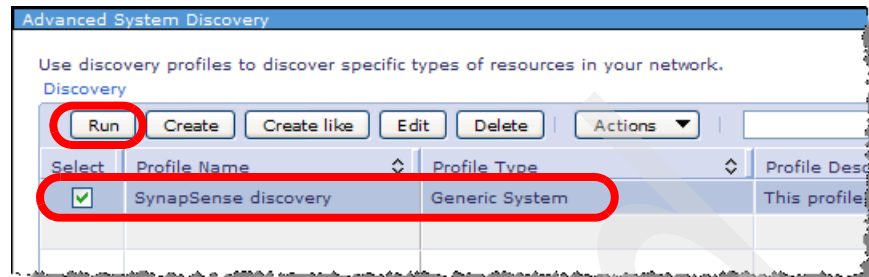 Advanced System Discovery
Use discovery profiles to discover specific types of resources in your network.
Discovery
Run Create Create like Edit Delete Actions
Select Profile Name Profile Type Profile Desc
SynapSense discovery Generic System This profile